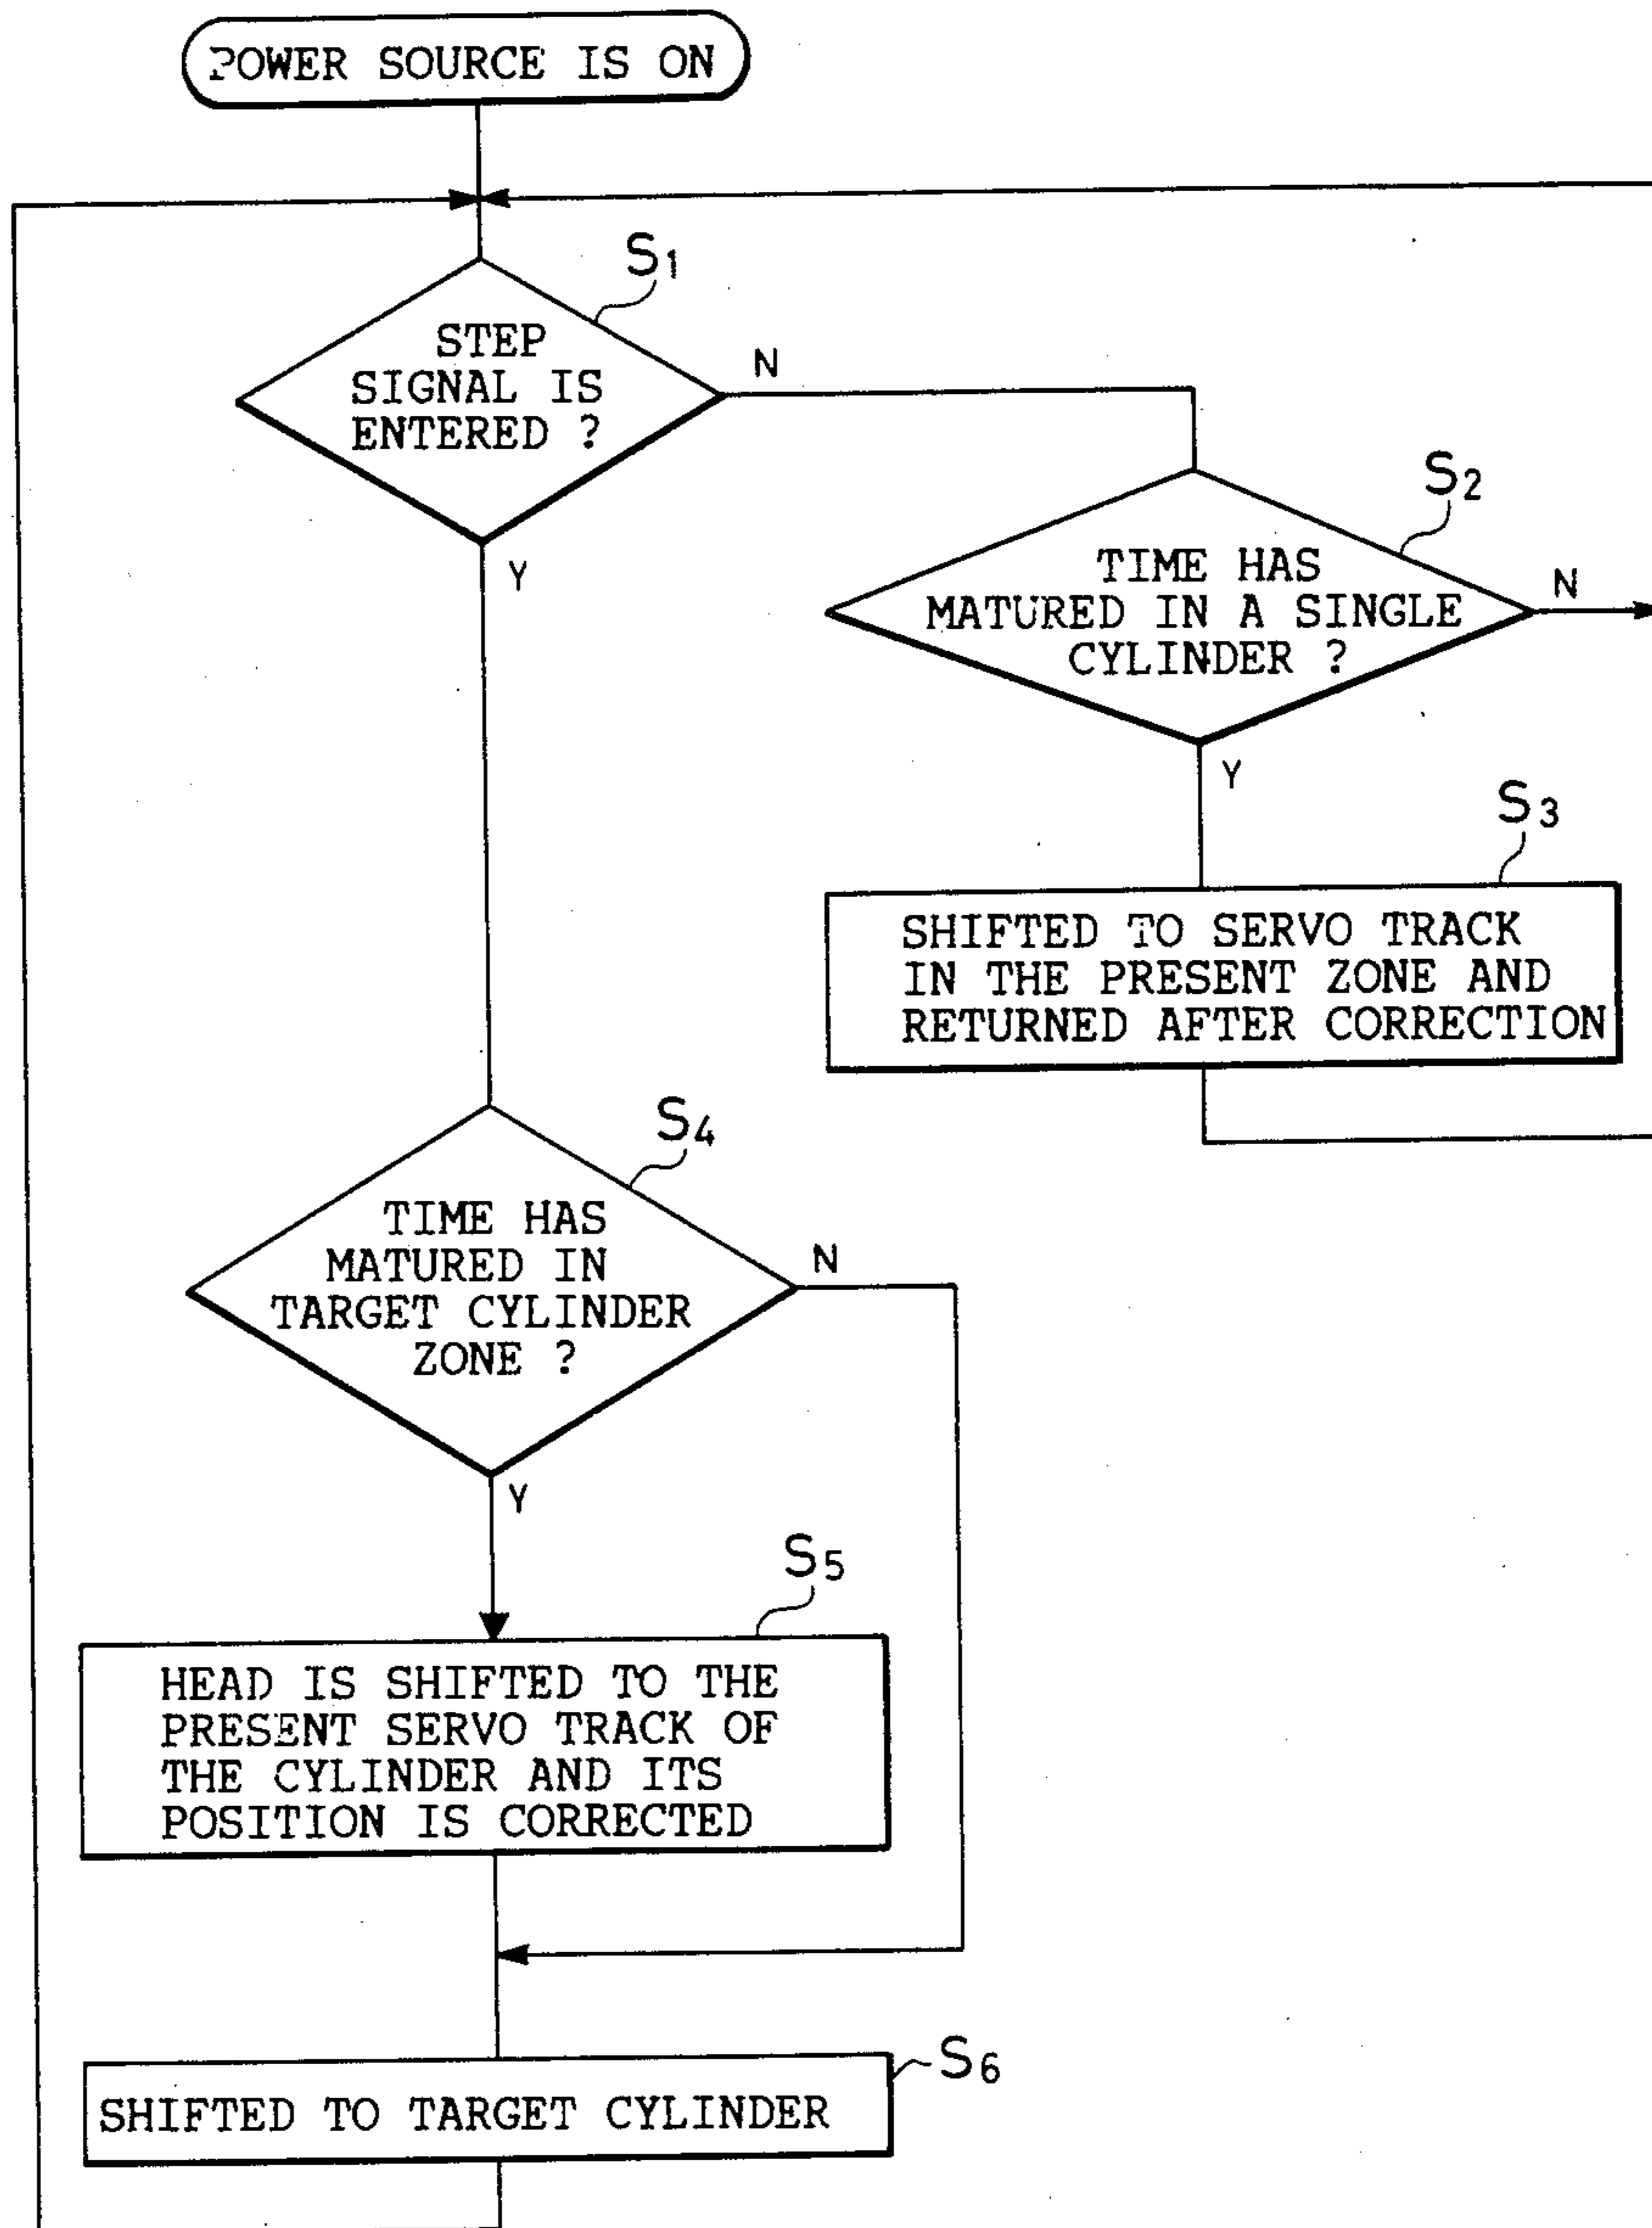 POWER SOURCE IS ON
S1
STEP
SIGNAL IS
ENTERED ?
N
Y
S2
TIME HAS
MATURED IN A SINGLE
CYLINDER ?
N
Y
S3
SHIFTED TO SERVO TRACK
IN THE PRESENT ZONE AND
RETURNED AFTER CORRECTION
S4
TIME HAS
MATURED IN
TARGET CYLINDER
ZONE ?
N
Y
S5
HEAD IS SHIFTED TO THE
PRESENT SERVO TRACK OF
THE CYLINDER AND ITS
POSITION IS CORRECTED
S6
SHIFTED TO TARGET CYLINDER